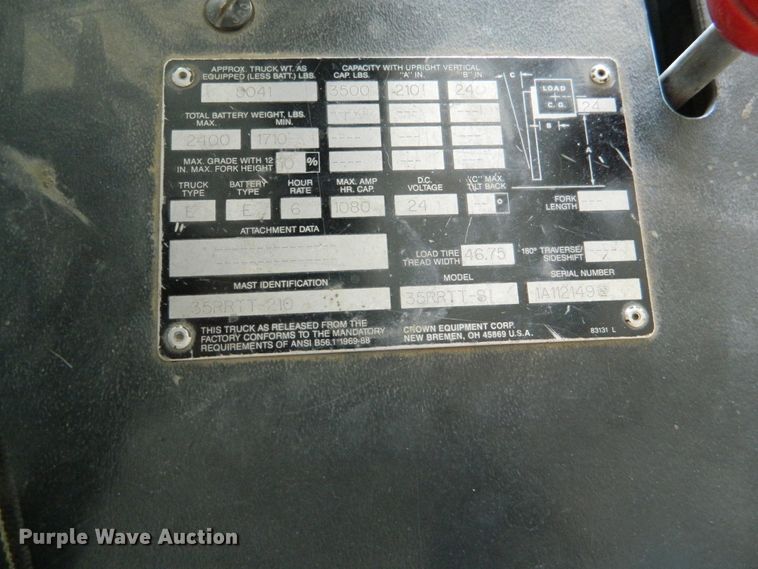 APPROX. TRUCK WT. AS
EQUIPPED (LESS BATT.) LBS.
CAPACITY WITH UPRIGHT VERTICAL
CAP. LBS. "A" IN. "B" IN
3500 210 240
C
LOAD
C. G. 24
B
A
TOTAL BATTERY WEIGHT, LBS.
MAX. MIN.
2400 1710
MAX. GRADE WITH 12
IN. MAX. FORK HEIGHT 10 %
TRUCK
TYPE
BATTERY
TYPE
HOUR
RATE
MAX. AMP
HR. CAP.
D.C.
VOLTAGE
"C" MAX.
TILT BACK
E E 6 1080 24 °
FORK
LENGTH
ATTACHMENT DATA
LOAD TIRE
TREAD WIDTH 46.75
180° TRAVERSE/
SIDESHIFT
MAST IDENTIFICATION MODEL SERIAL NUMBER
35RRTT-210 35RRTT-S1 1A112149
THIS TRUCK AS RELEASED FROM THE
FACTORY CONFORMS TO THE MANDATORY
REQUIREMENTS OF ANSI B56.1 1969-88
CROWN EQUIPMENT CORP.
NEW BREMEN, OH 45869 U.S.A.
83131 L
Purple Wave Auction